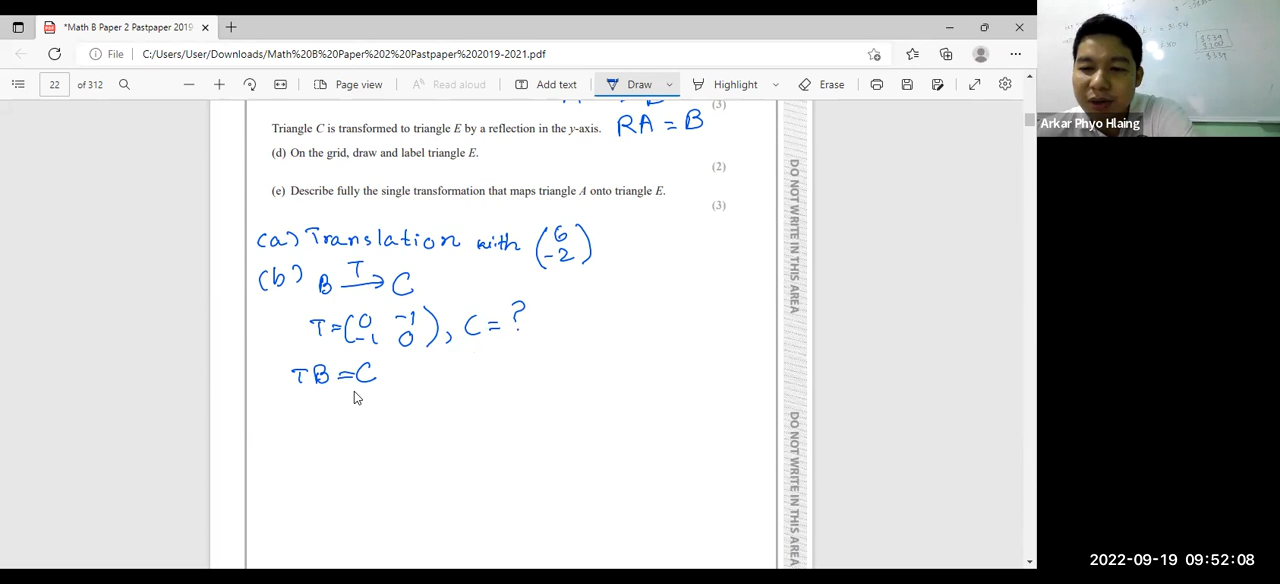 *Math B Paper 2 Pastpaper 2019
File C:/Users/User/Downloads/Math%20B%20Paper%202%20Pastpaper%202019-2021.pdf
22 of 312 Page view Read aloud Add text Draw Highlight Erase
(3)
Triangle C is transformed to triangle E by a reflection in the y-axis. RA = B
(d) On the grid, draw and label triangle E.
(2)
(e) Describe fully the single transformation that maps triangle A onto triangle E.
(3)
(a) Translation with (6 -2)
(b) B T→ C
T = (0 -1 -1 0), C = ?
TB = C
DO NOT WRITE IN THIS AREA
DO NOT WRITE IN THIS AREA
Arkar Phyo Hlaing
2022-09-19 09:52:08